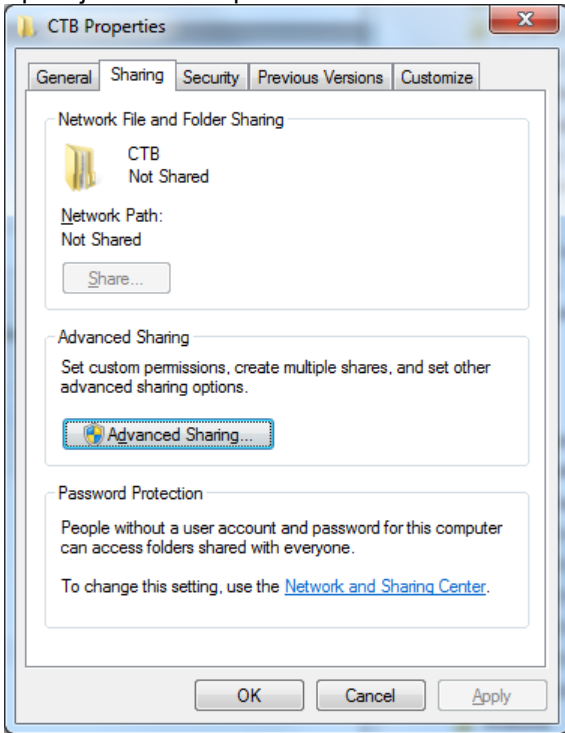 CTB Properties
General Sharing Security Previous Versions Customize
Network File and Folder Sharing
CTB
Not Shared
Network Path:
Not Shared
Share...
Advanced Sharing
Set custom permissions, create multiple shares, and set other
advanced sharing options.
Advanced Sharing...
Password Protection
People without a user account and password for this computer
can access folders shared with everyone.
To change this setting, use the Network and Sharing Center.
OK Cancel Apply